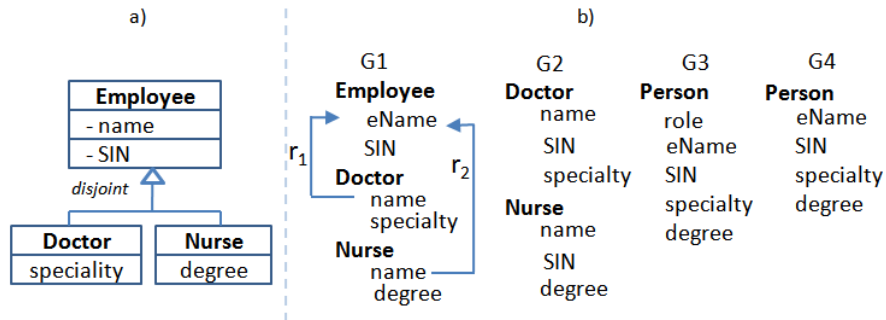 a)
Employee
- name
- SIN
disjoint
Doctor
speciality
Nurse
degree
b)
G1
Employee
eName
SIN
r1
r2
Doctor
name
specialty
Nurse
name
degree
G2
Doctor
name
SIN
specialty
Nurse
name
SIN
degree
G3
Person
role
eName
SIN
specialty
degree
G4
Person
eName
SIN
specialty
degree